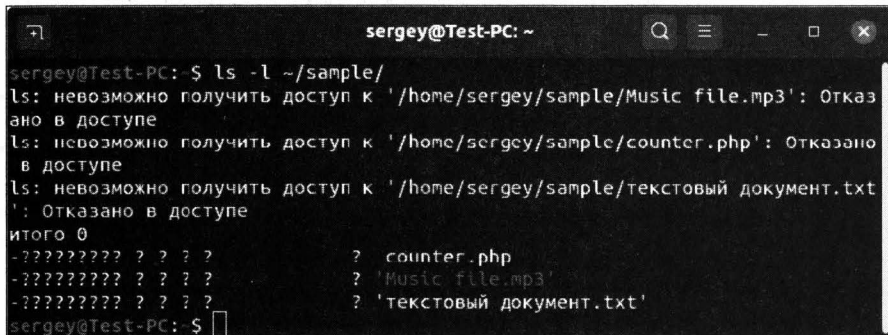 sergey@Test-PC: ~
sergey@Test-PC:~$ ls -l ~/sample/
ls: невозможно получить доступ к '/home/sergey/sample/Music file.mp3': Отказ
ано в доступе
ls: невозможно получить доступ к '/home/sergey/sample/counter.php': Отказано
 в доступе
ls: невозможно получить доступ к '/home/sergey/sample/текстовый документ.txt
': Отказано в доступе
итого 0
-????????? ? ? ? ?            ?  counter.php
-????????? ? ? ? ?            ? 'Music file.mp3'
-????????? ? ? ? ?            ? 'текстовый документ.txt'
sergey@Test-PC:~$